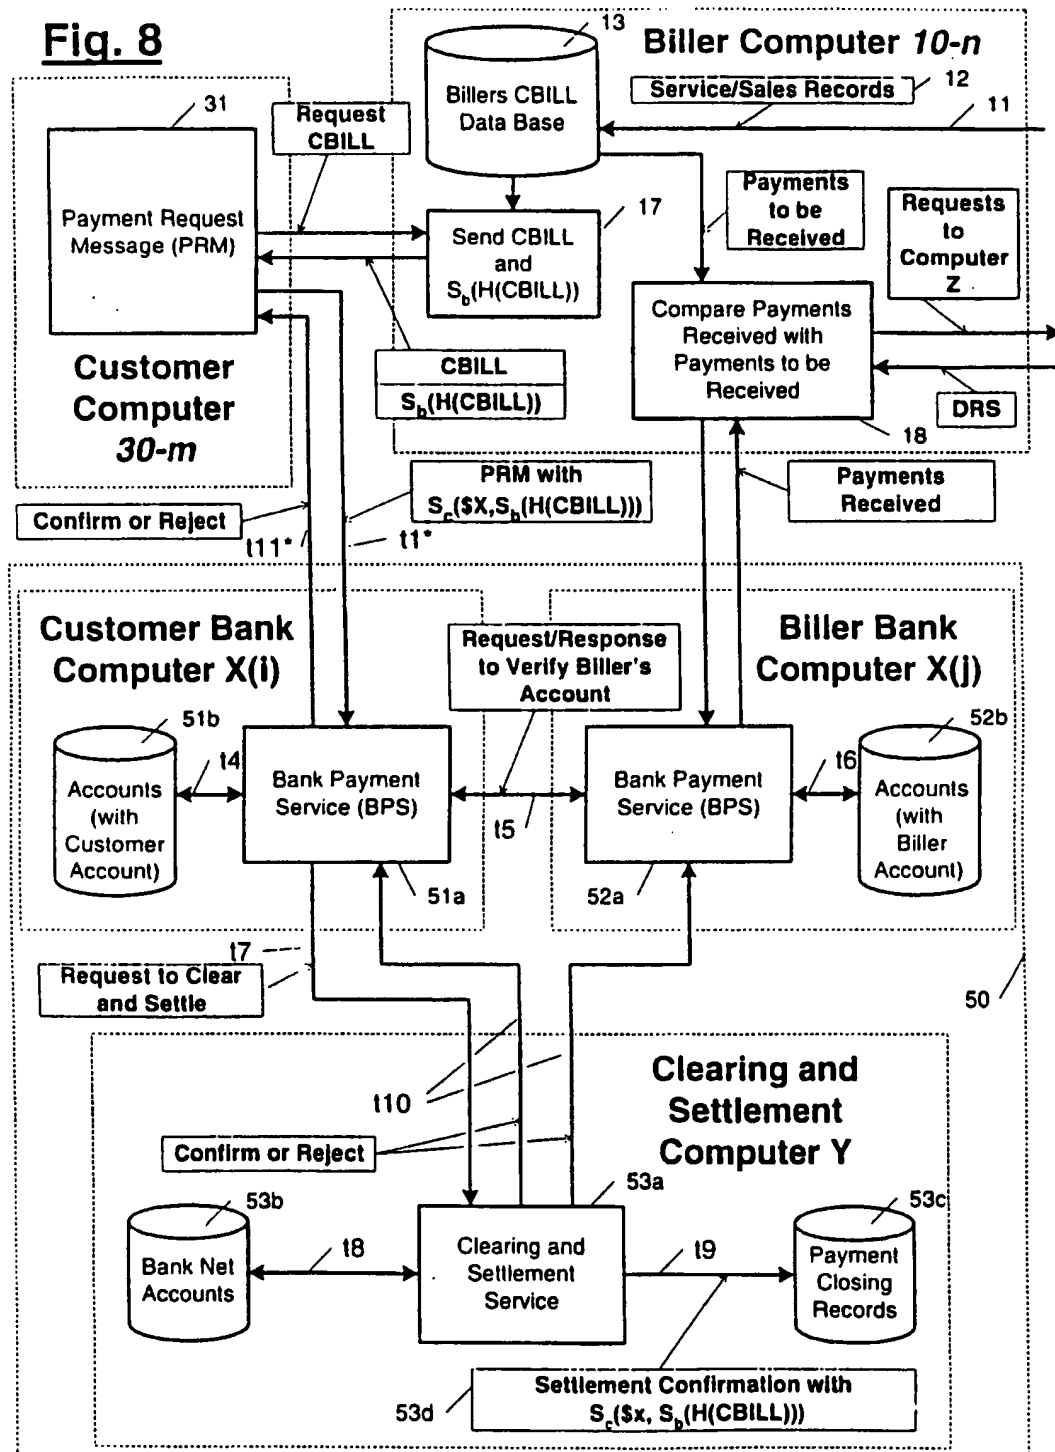 Fig. 8
13
Biller Computer 10-n
Billers CBILL
Data Base
Service/Sales Records
12
11
31
Request
CBILL
Payment Request
Message (PRM)
Customer
Computer
30-m
17
Send CBILL
and
Sb(H(CBILL))
CBILL
Sb(H(CBILL))
Payments
to be
Received
Requests
to
Computer
Z
Compare Payments
Received with
Payments to be
Received
DRS
18
Payments
Received
PRM with
Sc($X,Sb(H(CBILL)))
Confirm or Reject
t11*
t1*
Customer Bank
Computer X(i)
Request/Response
to Verify Biller's
Account
Biller Bank
Computer X(j)
51b
t4
Accounts
(with
Customer
Account)
Bank Payment
Service (BPS)
51a
t5
Bank Payment
Service (BPS)
52a
t6
52b
Accounts
(with
Biller
Account)
t7
Request to Clear
and Settle
50
t10
Confirm or Reject
Clearing and
Settlement
Computer Y
53b
Bank Net
Accounts
t8
53a
Clearing and
Settlement
Service
t9
53c
Payment
Closing
Records
53d
Settlement Confirmation with
Sc($x, Sb(H(CBILL)))